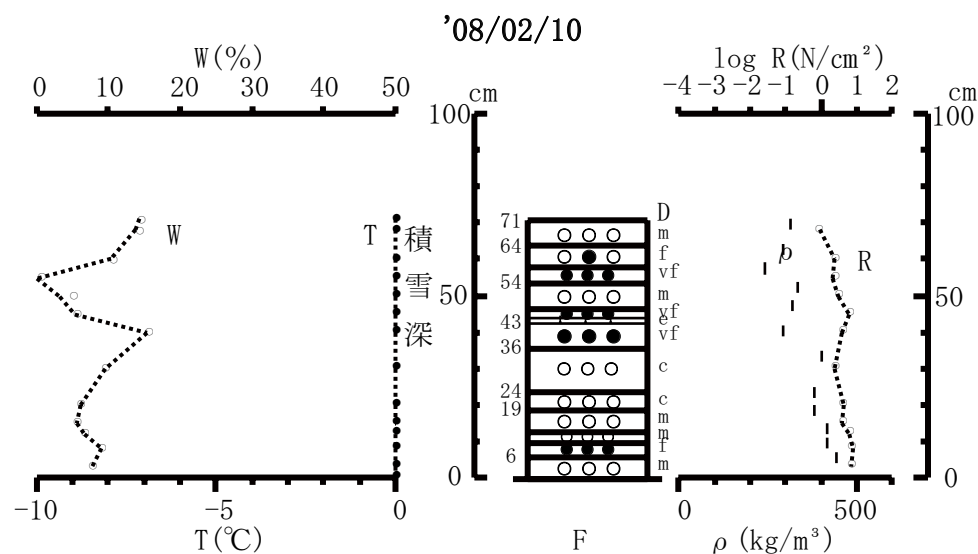 '08/02/10
W(%)
0 10 20 30 40 50
log R(N/cm²)
-4 -3 -2 -1 0 1 2
cm
100
50
0
cm
100
50
0
W
T
積雪深
D
71
64
54
43
36
24
19
6
m
f
vf
m
vf
e
vf
c
c
m
m
f
m
ρ
R
-10 -5 0
T(℃)
F
0 500
ρ (kg/m³)